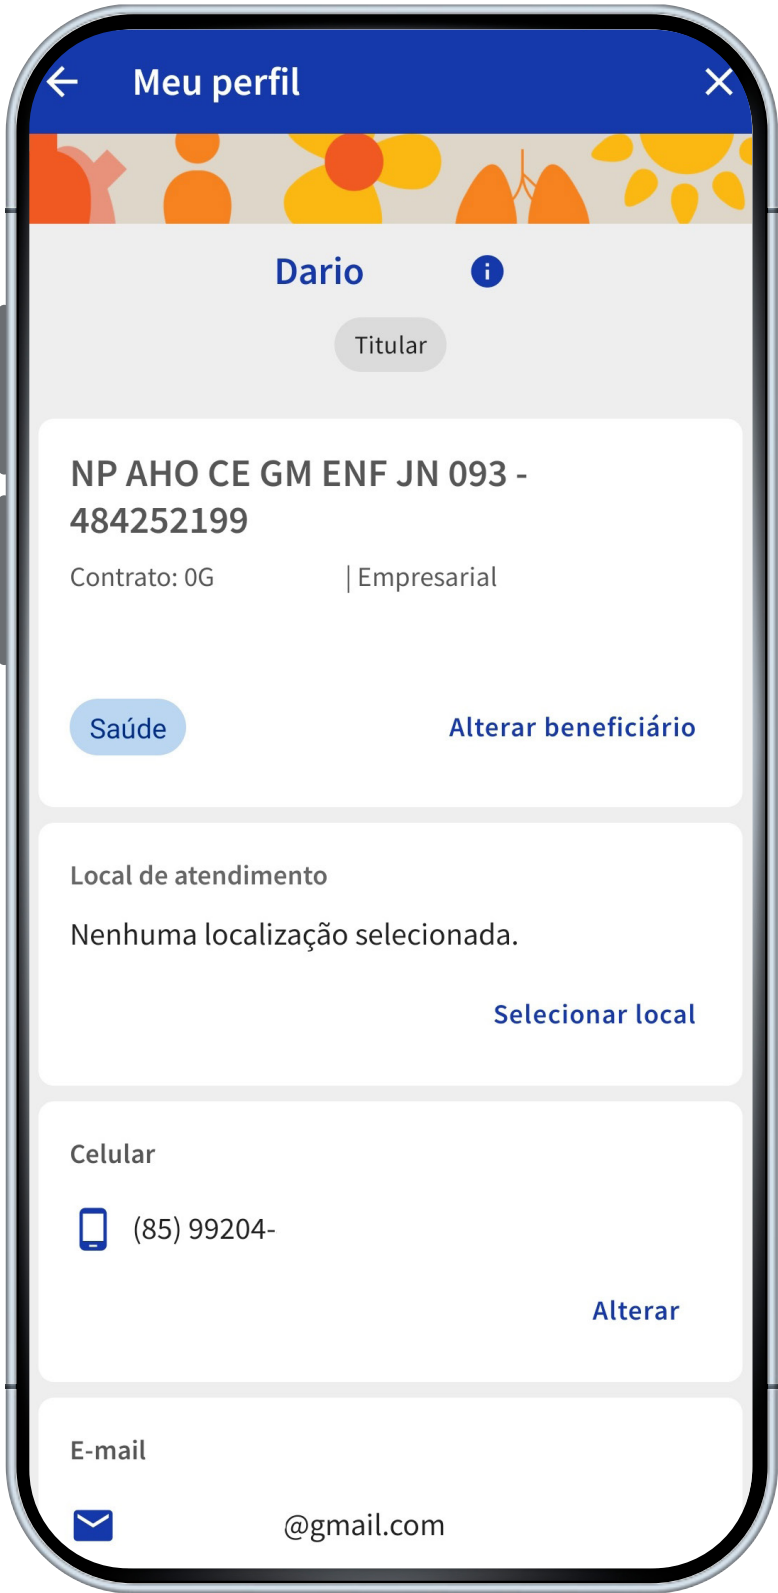 Meu perfil
Dario
Titular
NP AHO CE GM ENF JN 093 -
484252199
Contrato: 0G | Empresarial
Saúde
Alterar beneficiário
Local de atendimento
Nenhuma localização selecionada.
Selecionar local
Celular
(85) 99204-
Alterar
E-mail
@gmail.com